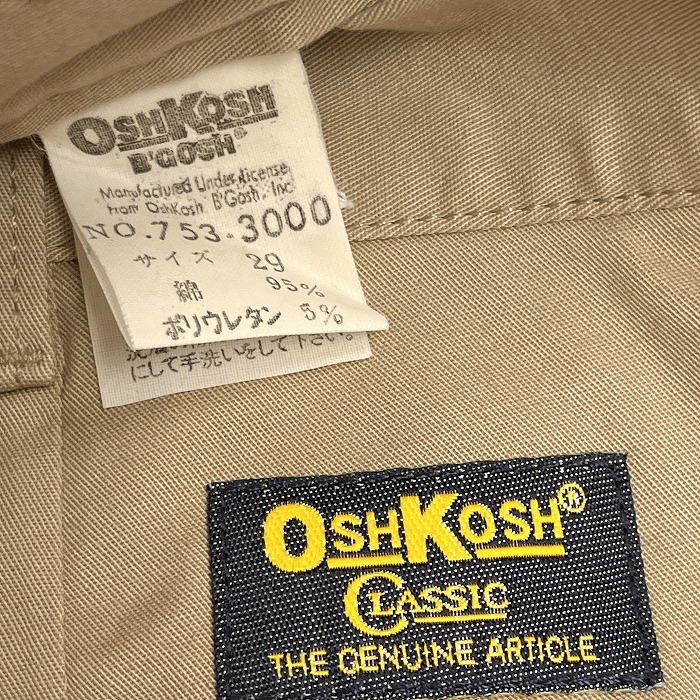 OSHKOSH
B'GOSH®
Manufactured Under License
from OshKosh B'Gosh, Inc
NO.753-3000
サイズ 29
綿 95%
ポリウレタン 5%
にして手洗いをして下さい。
OSHKOSH®
CLASSIC
THE GENUINE ARTICLE